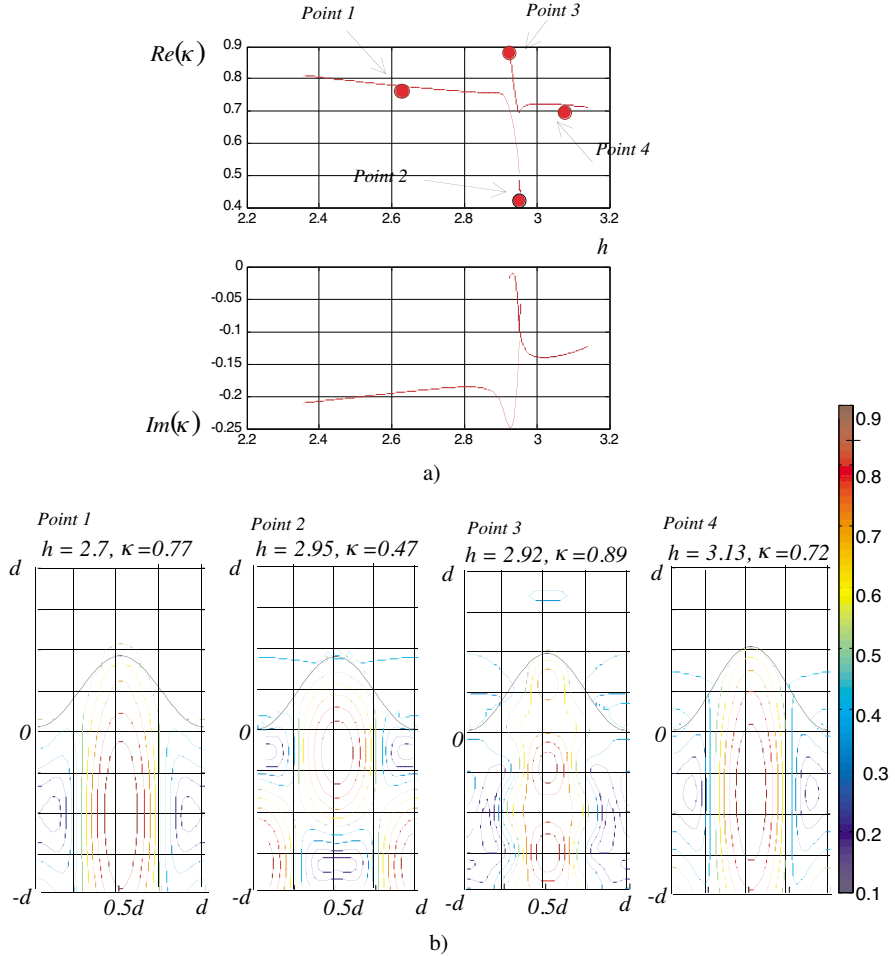 Point 1
Point 3
Re(κ)
0.9
0.8
0.7
0.6
0.5
0.4
Point 4
Point 2
2.2 2.4 2.6 2.8 3 3.2
h
0
-0.05
-0.1
-0.15
-0.2
-0.25
Im(κ)
2.2 2.4 2.6 2.8 3 3.2
a)
Point 1
h = 2.7, κ =0.77
Point 2
h = 2.95, κ =0.47
Point 3
h = 2.92, κ =0.89
Point 4
h = 3.13, κ =0.72
d
0
-d
0.5d
d
d
0
-d
0.5d
d
d
0
-d
0.5d
d
d
0
-d
0.5d
d
0.9
0.8
0.7
0.6
0.5
0.4
0.3
0.2
0.1
b)